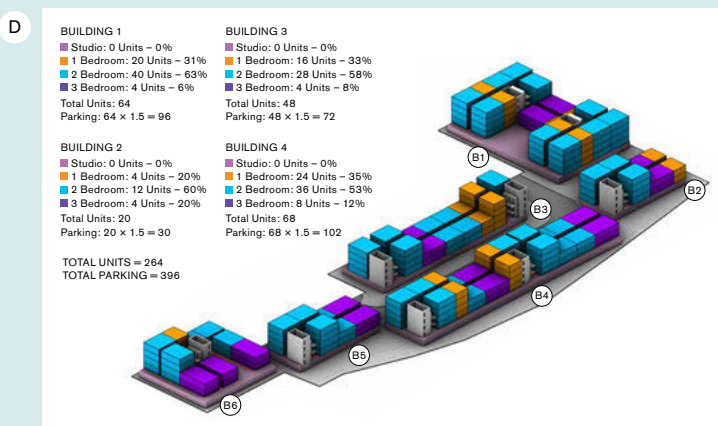 D
BUILDING 1
Studio: 0 Units – 0%
1 Bedroom: 20 Units – 31%
2 Bedroom: 40 Units – 63%
3 Bedroom: 4 Units – 6%
Total Units: 64
Parking: 64 × 1.5 = 96
BUILDING 3
Studio: 0 Units – 0%
1 Bedroom: 16 Units – 33%
2 Bedroom: 28 Units – 58%
3 Bedroom: 4 Units – 8%
Total Units: 48
Parking: 48 × 1.5 = 72
BUILDING 2
Studio: 0 Units – 0%
1 Bedroom: 4 Units – 20%
2 Bedroom: 12 Units – 60%
3 Bedroom: 4 Units – 20%
Total Units: 20
Parking: 20 × 1.5 = 30
BUILDING 4
Studio: 0 Units – 0%
1 Bedroom: 24 Units – 35%
2 Bedroom: 36 Units – 53%
3 Bedroom: 8 Units – 12%
Total Units: 68
Parking: 68 × 1.5 = 102
TOTAL UNITS = 264
TOTAL PARKING = 396
B1
B2
B3
B4
B5
B6